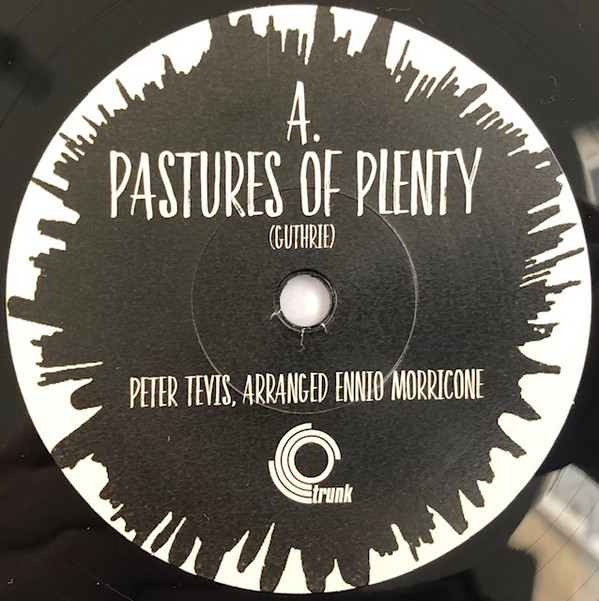 A.
PASTURES OF PLENTY
(GUTHRIE)
PETER TEVIS, ARRANGED ENNIO MORRICONE
trunk